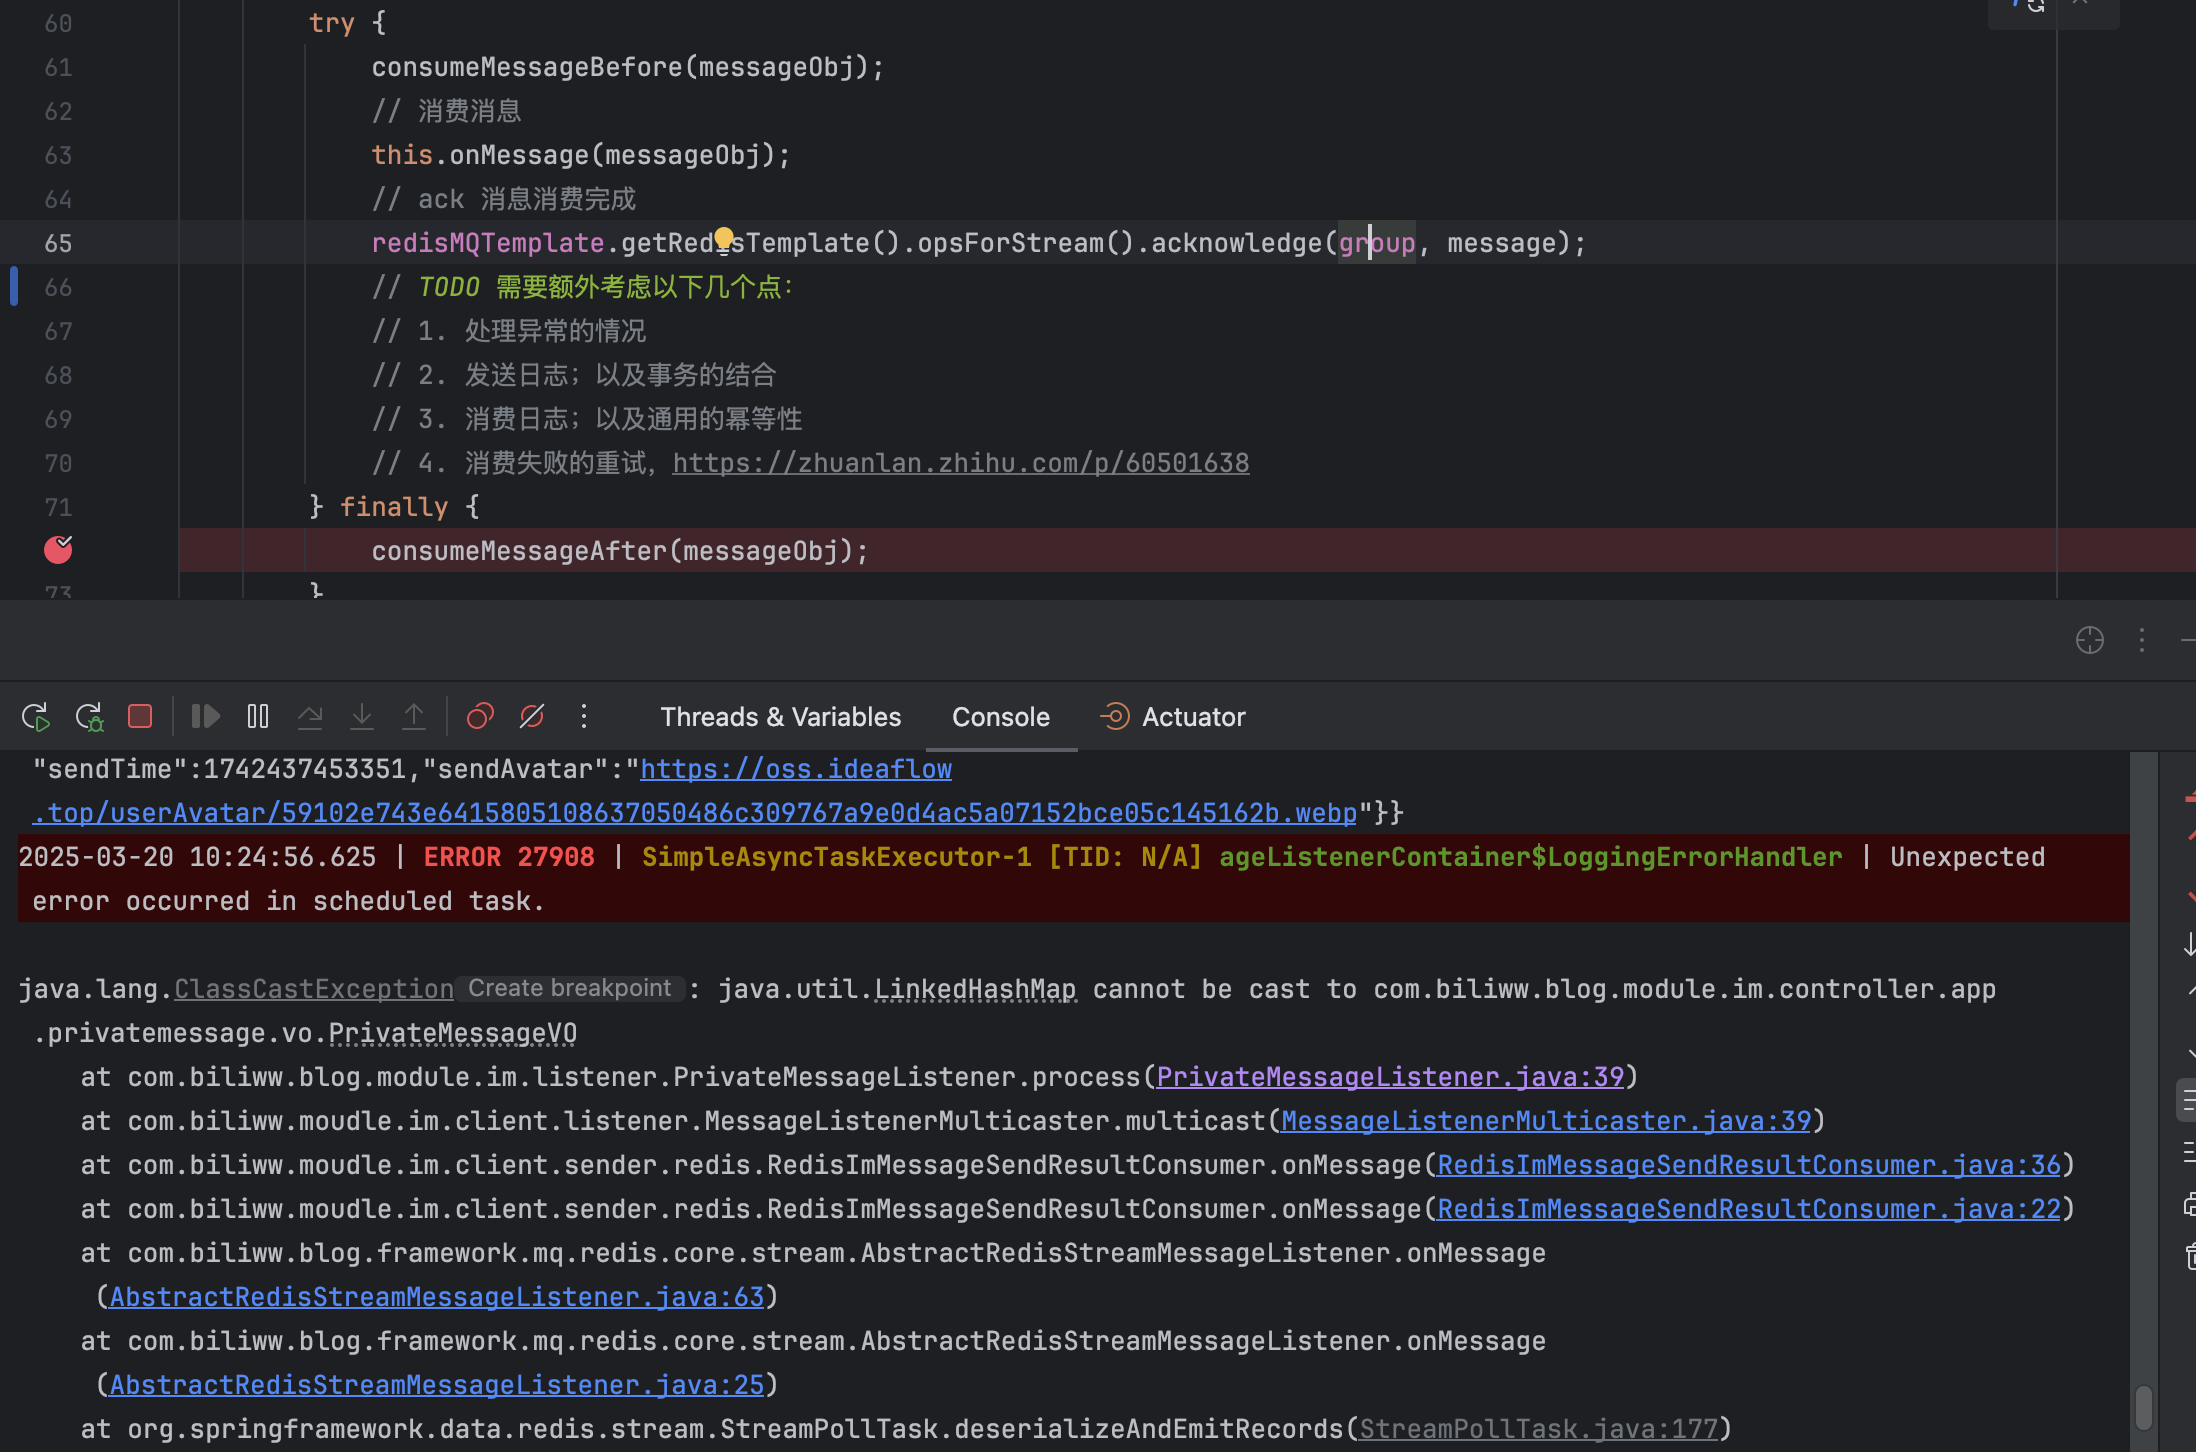 60 try {
61 consumeMessageBefore(messageObj);
62 // 消费消息
63 this.onMessage(messageObj);
64 // ack 消息消费完成
65 redisMQTemplate.getRedisTemplate().opsForStream().acknowledge(group, message);
66 // TODO 需要额外考虑以下几个点：
67 // 1. 处理异常的情况
68 // 2. 发送日志；以及事务的结合
69 // 3. 消费日志；以及通用的幂等性
70 // 4. 消费失败的重试，https://zhuanlan.zhihu.com/p/60501638
71 } finally {
consumeMessageAfter(messageObj);
73 }
Threads & Variables Console Actuator
"sendTime":1742437453351,"sendAvatar":"https://oss.ideaflow
.top/userAvatar/59102e743e6415805108637050486c309767a9e0d4ac5a07152bce05c145162b.webp"}}
2025-03-20 10:24:56.625 | ERROR 27908 | SimpleAsyncTaskExecutor-1 [TID: N/A] ageListenerContainer$LoggingErrorHandler | Unexpected
error occurred in scheduled task.
java.lang.ClassCastException Create breakpoint : java.util.LinkedHashMap cannot be cast to com.biliww.blog.module.im.controller.app
.privatemessage.vo.PrivateMessageVO
at com.biliww.blog.module.im.listener.PrivateMessageListener.process(PrivateMessageListener.java:39)
at com.biliww.moudle.im.client.listener.MessageListenerMulticaster.multicast(MessageListenerMulticaster.java:39)
at com.biliww.moudle.im.client.sender.redis.RedisImMessageSendResultConsumer.onMessage(RedisImMessageSendResultConsumer.java:36)
at com.biliww.moudle.im.client.sender.redis.RedisImMessageSendResultConsumer.onMessage(RedisImMessageSendResultConsumer.java:22)
at com.biliww.blog.framework.mq.redis.core.stream.AbstractRedisStreamMessageListener.onMessage
(AbstractRedisStreamMessageListener.java:63)
at com.biliww.blog.framework.mq.redis.core.stream.AbstractRedisStreamMessageListener.onMessage
(AbstractRedisStreamMessageListener.java:25)
at org.springframework.data.redis.stream.StreamPollTask.deserializeAndEmitRecords(StreamPollTask.java:177)